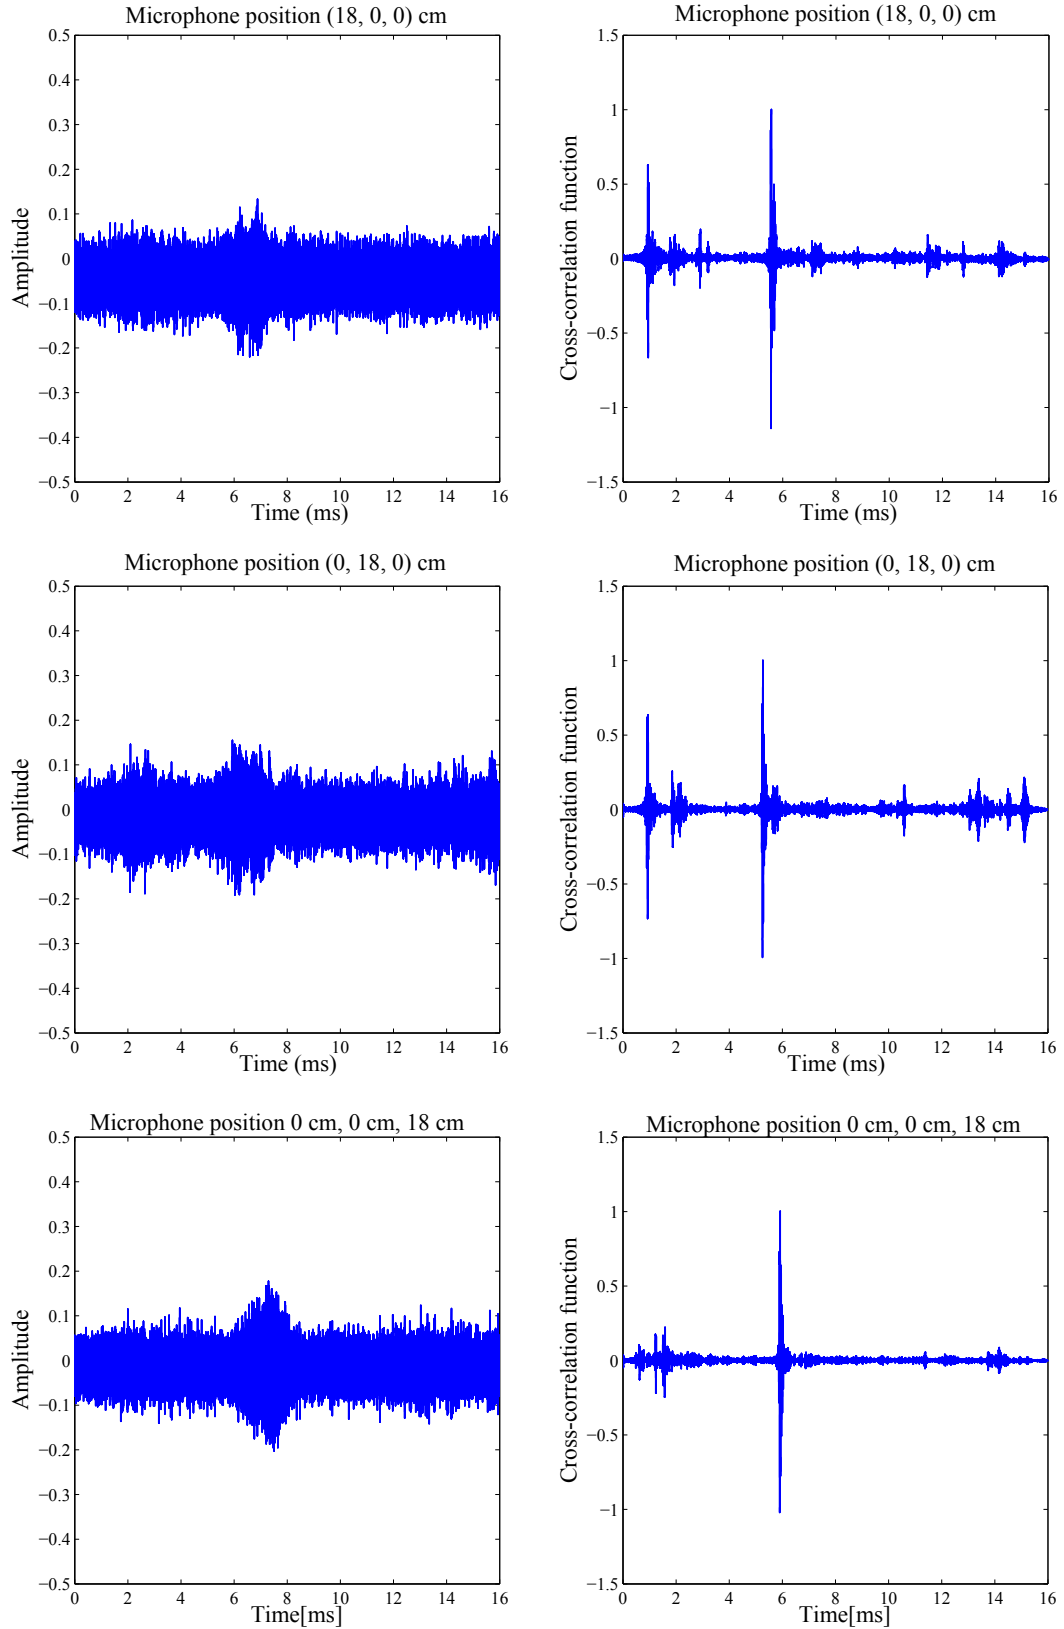 Microphone position (18, 0, 0) cm
0.5
0.4
0.3
0.2
0.1
0
−0.1
−0.2
−0.3
−0.4
−0.5
Amplitude
0 2 4 6 8 10 12 14 16
Time (ms)
Microphone position (18, 0, 0) cm
1.5
1
0.5
0
−0.5
−1
−1.5
Cross-correlation function
0 2 4 6 8 10 12 14 16
Time (ms)
Microphone position (0, 18, 0) cm
0.5
0.4
0.3
0.2
0.1
0
−0.1
−0.2
−0.3
−0.4
−0.5
Amplitude
0 2 4 6 8 10 12 14 16
Time (ms)
Microphone position (0, 18, 0) cm
1.5
1
0.5
0
−0.5
−1
−1.5
Cross-correlation function
0 2 4 6 8 10 12 14 16
Time (ms)
Microphone position 0 cm, 0 cm, 18 cm
0.5
0.4
0.3
0.2
0.1
0
−0.1
−0.2
−0.3
−0.4
−0.5
Amplitude
0 2 4 6 8 10 12 14 16
Time[ms]
Microphone position 0 cm, 0 cm, 18 cm
1.5
1
0.5
0
−0.5
−1
−1.5
Cross-correlation function
0 2 4 6 8 10 12 14 16
Time[ms]